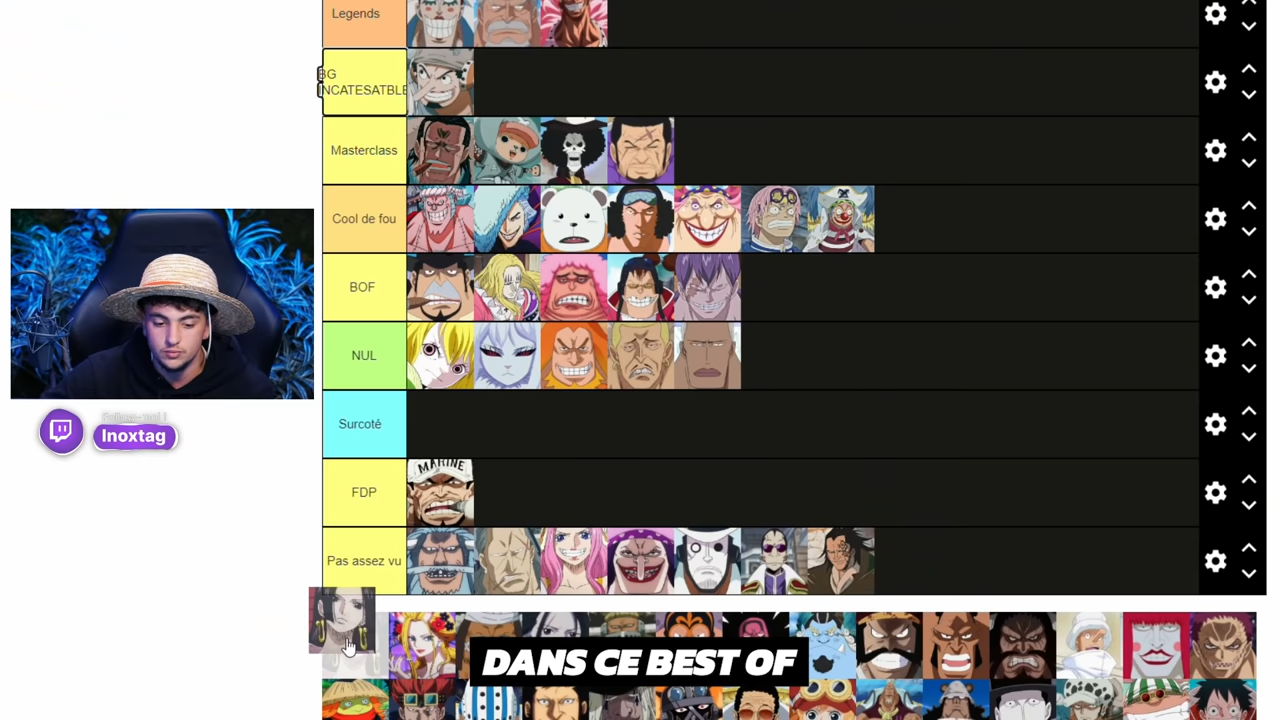 Legends
BG
INCATESATBLE
Masterclass
Cool de fou
BOF
NUL
Surcoté
FDP
MARINE
Pas assez vu
Inoxtag
DANS CE BEST OF